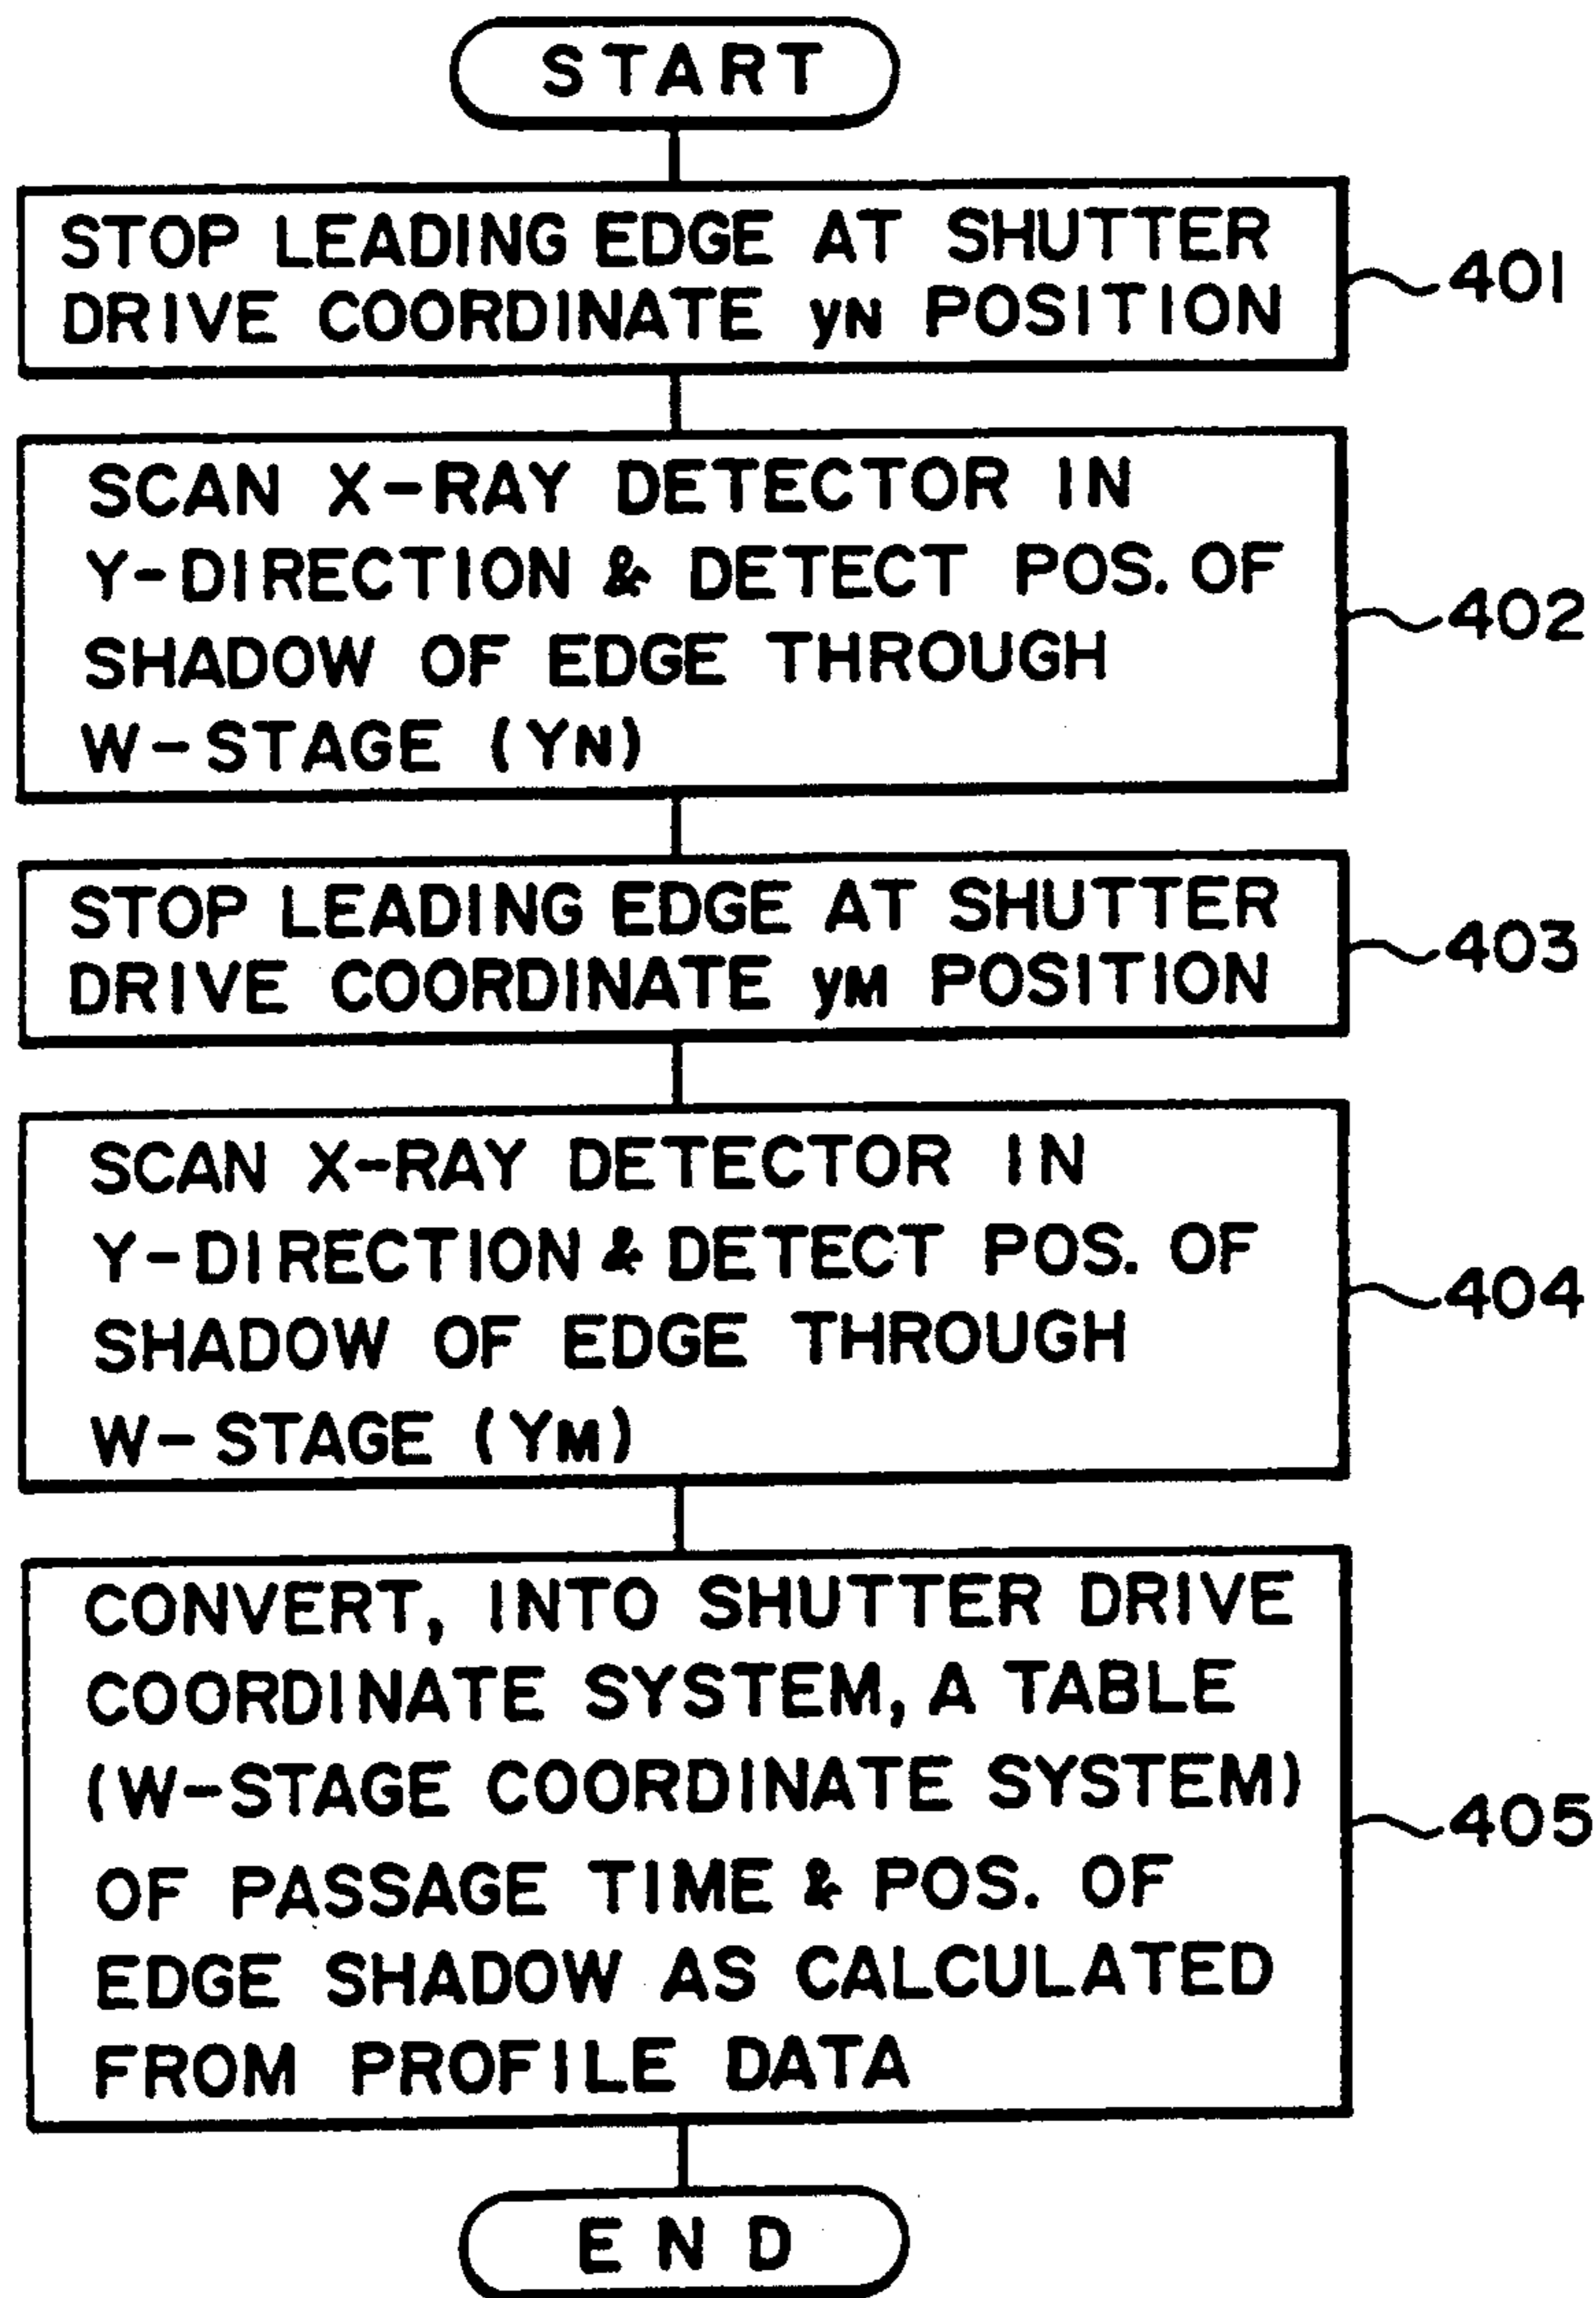 START
STOP LEADING EDGE AT SHUTTER
DRIVE COORDINATE yN POSITION
401
SCAN X-RAY DETECTOR IN
Y-DIRECTION & DETECT POS. OF
SHADOW OF EDGE THROUGH
W-STAGE (YN)
402
STOP LEADING EDGE AT SHUTTER
DRIVE COORDINATE yM POSITION
403
SCAN X-RAY DETECTOR IN
Y-DIRECTION & DETECT POS. OF
SHADOW OF EDGE THROUGH
W-STAGE (YM)
404
CONVERT, INTO SHUTTER DRIVE
COORDINATE SYSTEM, A TABLE
(W-STAGE COORDINATE SYSTEM)
OF PASSAGE TIME & POS. OF
EDGE SHADOW AS CALCULATED
FROM PROFILE DATA
405
END